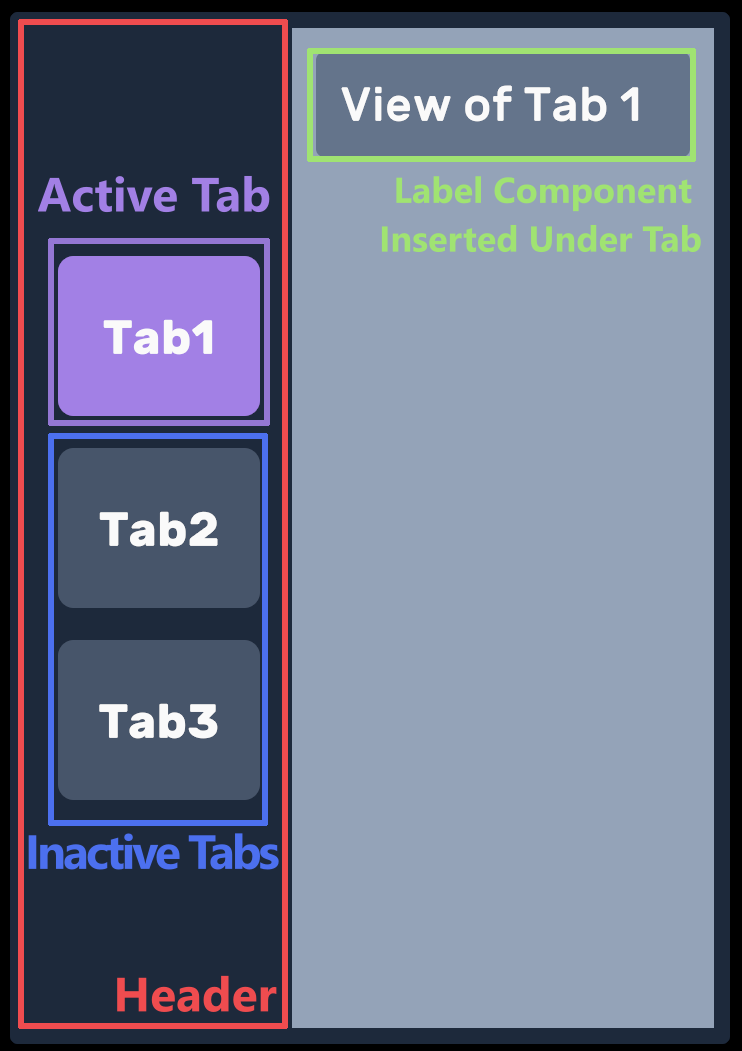 View of Tab 1
Label Component
Inserted Under Tab
Active Tab
Tab1
Tab2
Tab3
Inactive Tabs
Header